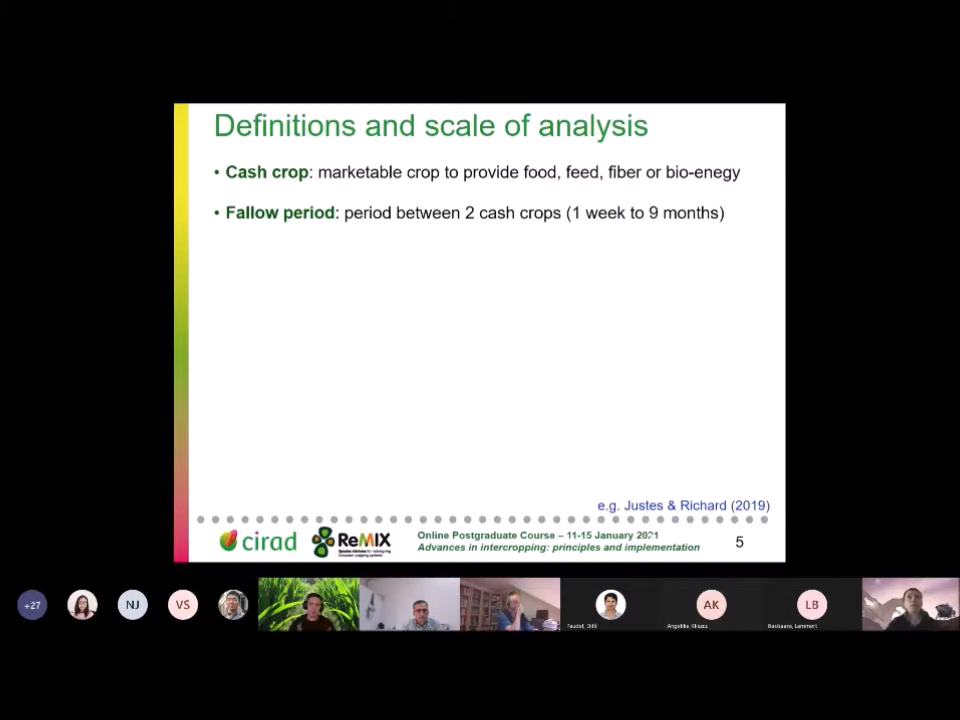 Definitions and scale of analysis
• Cash crop: marketable crop to provide food, feed, fiber or bio-enegy
• Fallow period: period between 2 cash crops (1 week to 9 months)
e.g. Justes & Richard (2019)
cirad
ReMIX
Online Postgraduate Course – 11-15 January 2021
Advances in intercropping: principles and implementation
5
+27
NJ
VS
AK
LB
Bastiaans, Lammert